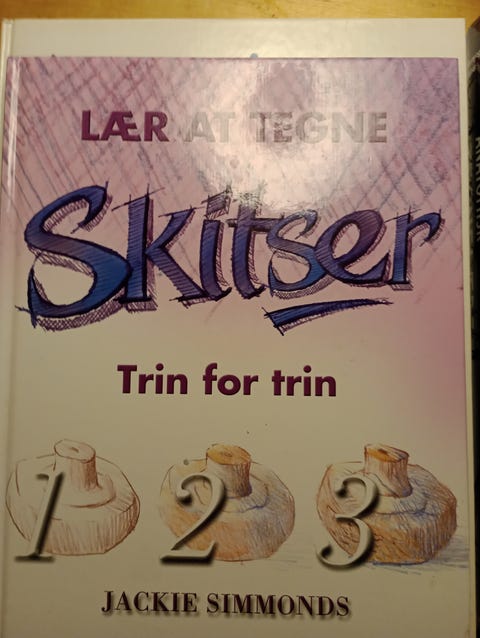 LÆR AT TEGNE
Skitser
Trin for trin
1 2 3
JACKIE SIMMONDS